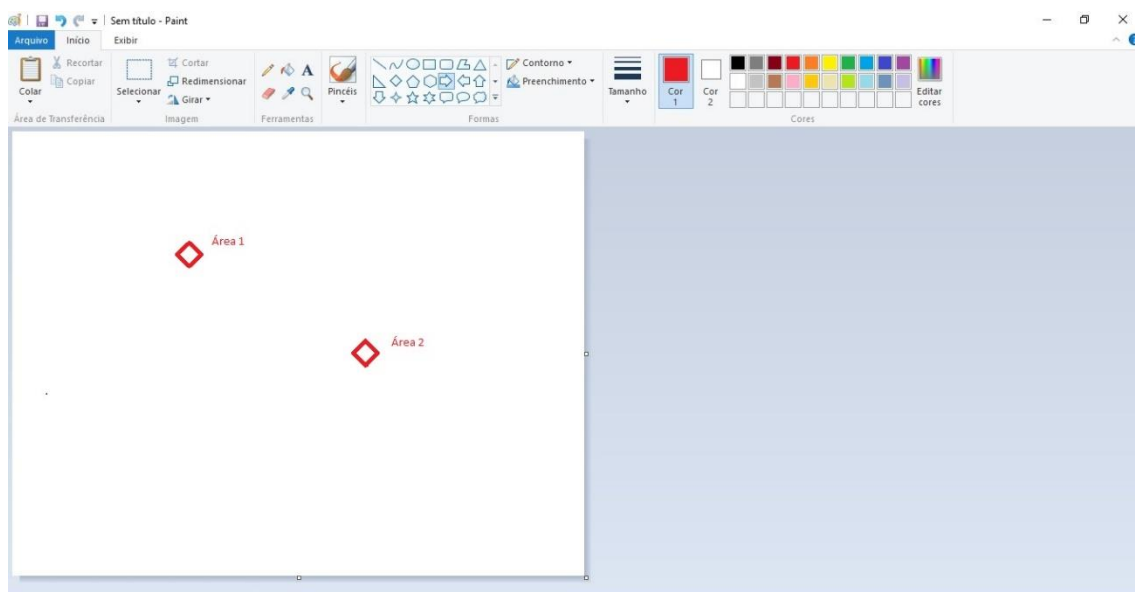 Sem título - Paint
Arquivo Início Exibir
Colar
Recortar
Copiar
Área de Transferência
Selecionar
Cortar
Redimensionar
Girar
Imagem
A
Ferramentas
Pincéis
Contorno
Preenchimento
Formas
Tamanho
Cor
1
Cor
2
Editar
cores
Cores
Área 1
Área 2